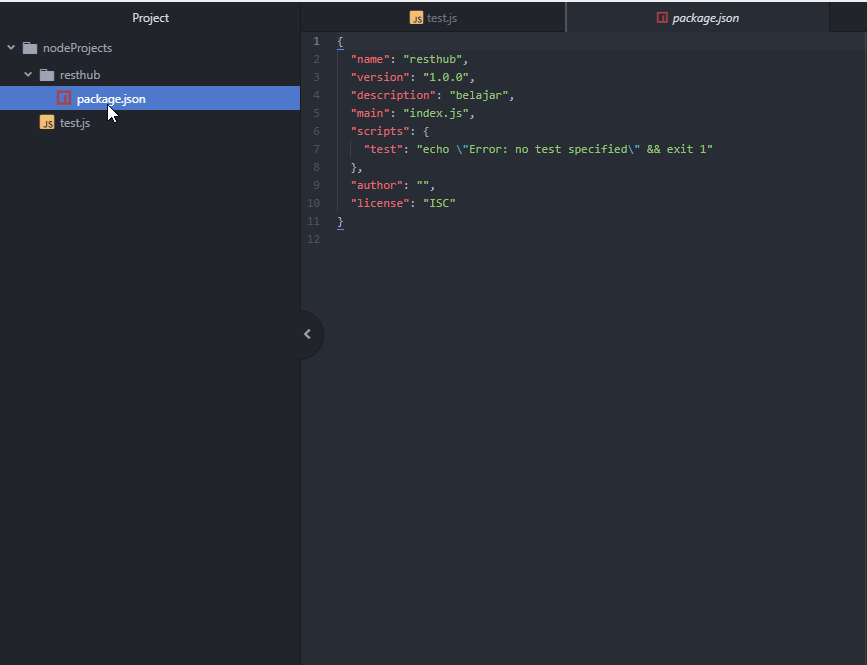 Project
nodeProjects
resthub
package.json
test.js
test.js
package.json
1 {
2 "name": "resthub",
3 "version": "1.0.0",
4 "description": "belajar",
5 "main": "index.js",
6 "scripts": {
7 "test": "echo \"Error: no test specified\" && exit 1"
8 },
9 "author": "",
10 "license": "ISC"
11 }
12